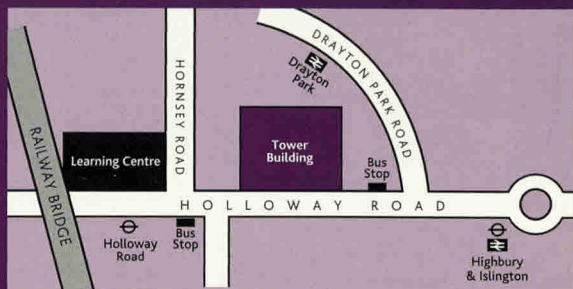 DRAYTON PARK ROAD
Drayton
Park
HORNSEY ROAD
RAILWAY BRIDGE
Learning Centre
Tower
Building
Bus
Stop
HOLLOWAY ROAD
Holloway
Road
Bus
Stop
Highbury
& Islington